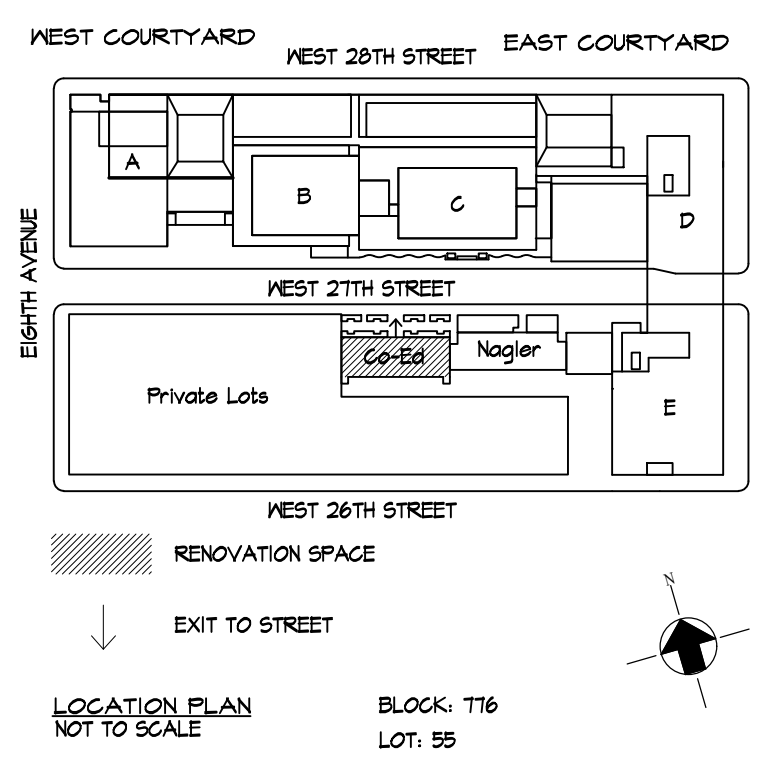 WEST COURTYARD
WEST 28TH STREET
EAST COURTYARD
A
B
C
D
EIGHTH AVENUE
WEST 27TH STREET
Co-Ed
Nagler
Private Lots
E
WEST 26TH STREET
RENOVATION SPACE
N
EXIT TO STREET
LOCATION PLAN
NOT TO SCALE
BLOCK: 776
LOT: 55